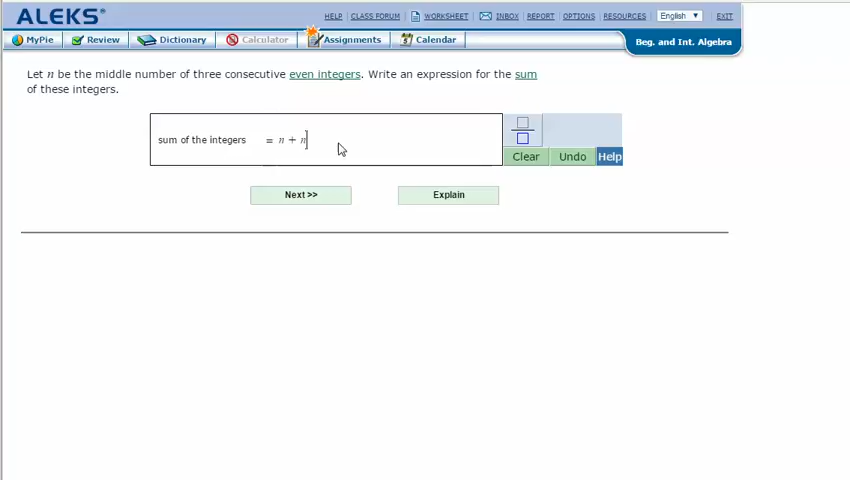 ALEKS®
HELP CLASS FORUM WORKSHEET INBOX REPORT OPTIONS RESOURCES English ▼ EXIT
MyPie Review Dictionary Calculator Assignments Calendar Beg. and Int. Algebra
Let n be the middle number of three consecutive even integers. Write an expression for the sum
of these integers.
sum of the integers = n + n
Clear Undo Help
Next >> Explain